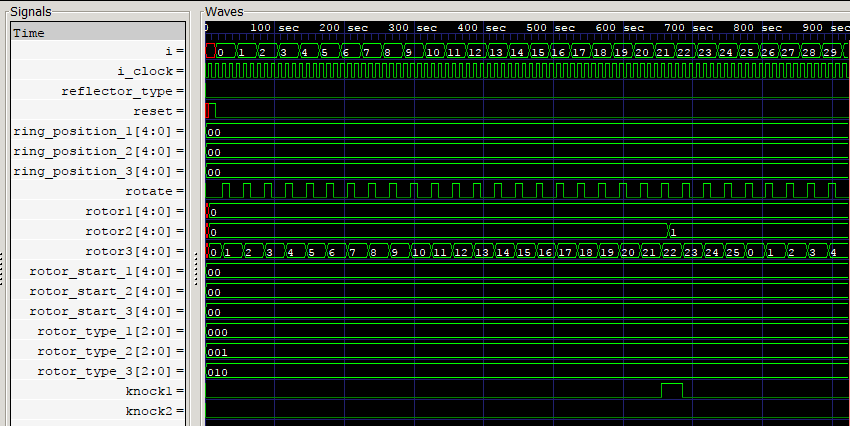 Signals Waves
Time 0 100 sec 200 sec 300 sec 400 sec 500 sec 600 sec 700 sec 800 sec 900 sec
i = 0 1 2 3 4 5 6 7 8 9 10 11 12 13 14 15 16 17 18 19 20 21 22 23 24 25 26 27 28 29
i_clock =
reflector_type =
reset =
ring_position_1[4:0] = 00
ring_position_2[4:0] = 00
ring_position_3[4:0] = 00
rotate =
rotor1[4:0] = 0
rotor2[4:0] = 0 1
rotor3[4:0] = 0 1 2 3 4 5 6 7 8 9 10 11 12 13 14 15 16 17 18 19 20 21 22 23 24 25 0 1 2 3 4
rotor_start_1[4:0] = 00
rotor_start_2[4:0] = 00
rotor_start_3[4:0] = 00
rotor_type_1[2:0] = 000
rotor_type_2[2:0] = 001
rotor_type_3[2:0] = 010
knock1 =
knock2 =